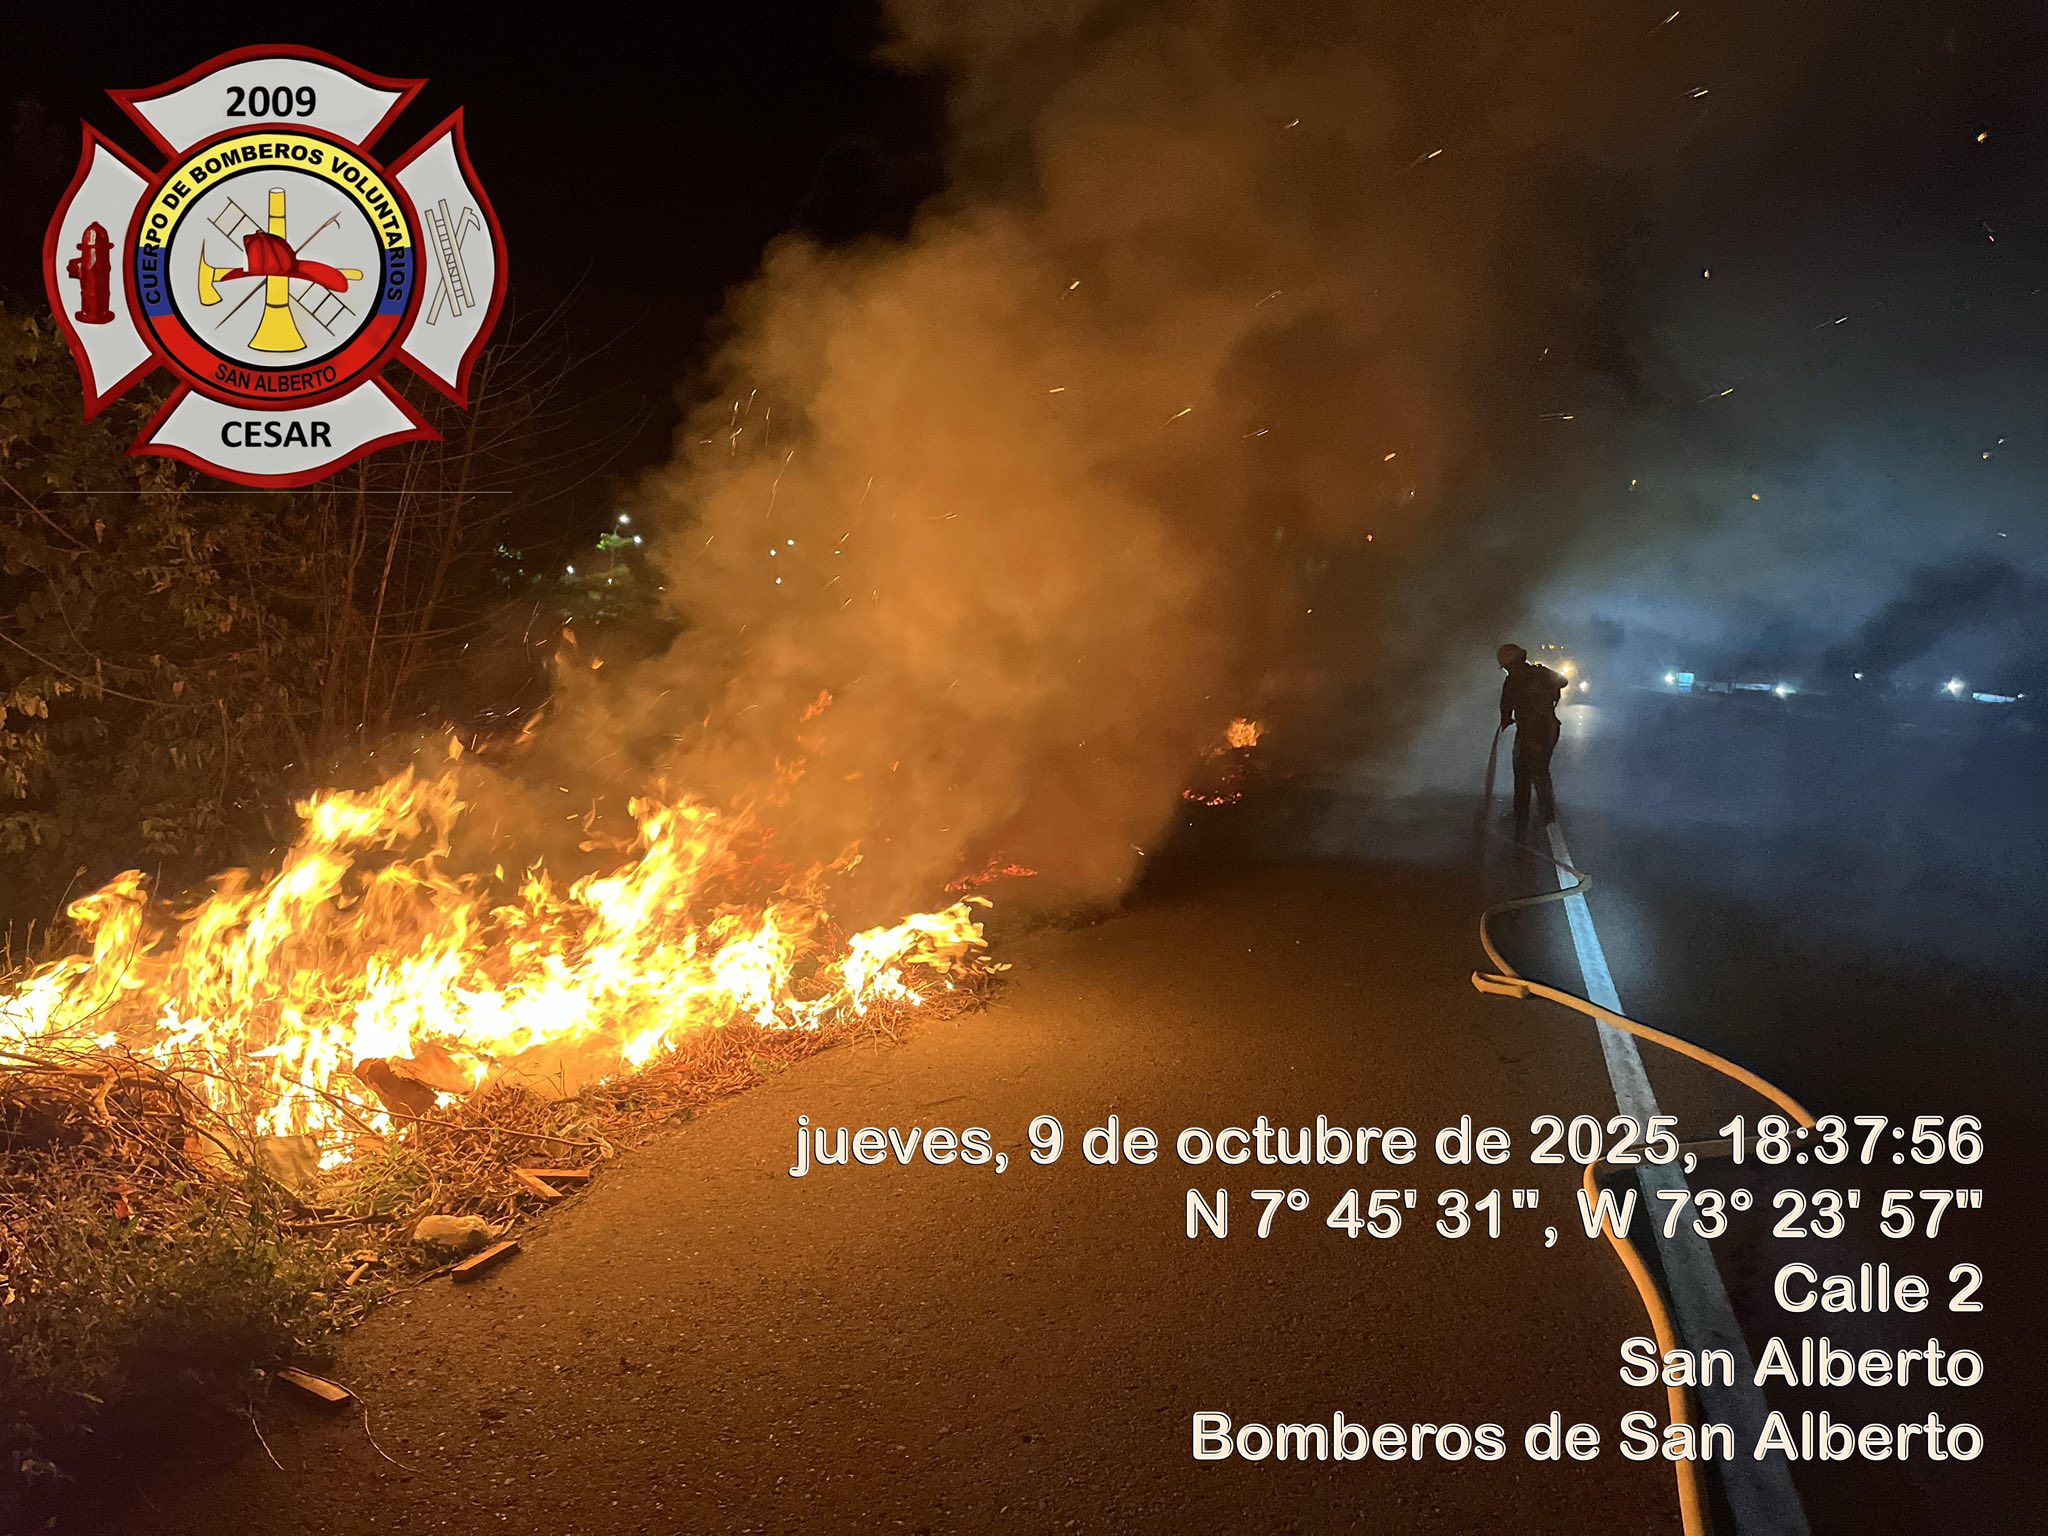 2009
CUERPO DE BOMBEROS VOLUNTARIOS
SAN ALBERTO
CESAR
jueves, 9 de octubre de 2025, 18:37:56
N 7° 45' 31", W 73° 23' 57"
Calle 2
San Alberto
Bomberos de San Alberto